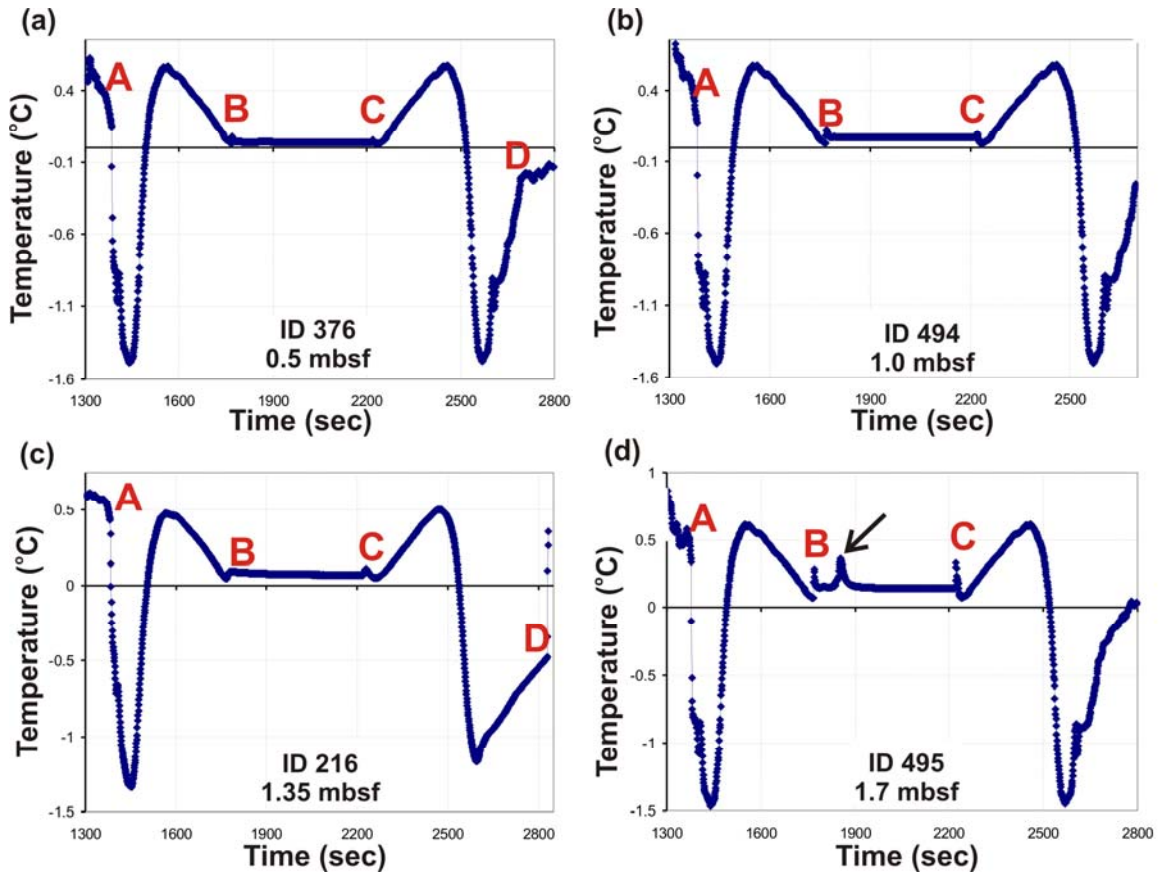 (a)
Temperature (°C)
0.4
-0.1
-0.6
-1.1
-1.6
A
B
C
D
ID 376
0.5 mbsf
1300 1600 1900 2200 2500 2800
Time (sec)
(b)
Temperature (°C)
0.4
-0.1
-0.6
-1.1
-1.6
A
B
C
ID 494
1.0 mbsf
1300 1600 1900 2200 2500
Time (sec)
(c)
Temperature (°C)
0.5
0
-0.5
-1
-1.5
A
B
C
D
ID 216
1.35 mbsf
1300 1600 1900 2200 2500 2800
Time (sec)
(d)
Temperature (°C)
1
0.5
0
-0.5
-1
-1.5
A
B
C
ID 495
1.7 mbsf
1300 1600 1900 2200 2500 2800
Time (sec)